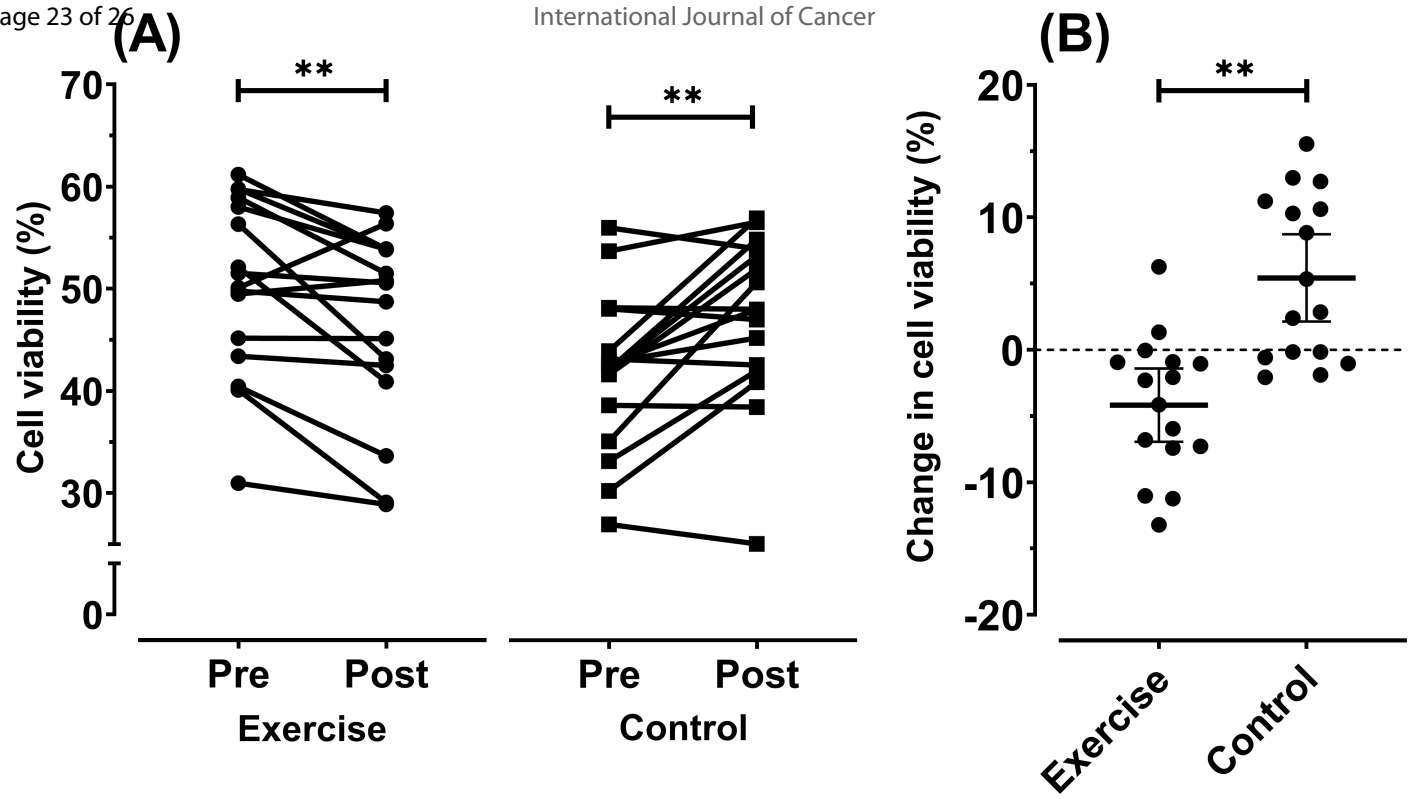 age 23 of 26
International Journal of Cancer
(A)
(B)
**
**
**
Cell viability (%)
70
60
50
40
30
0
Pre Post
Exercise
Pre Post
Control
Change in cell viability (%)
20
10
0
-10
-20
Exercise
Control